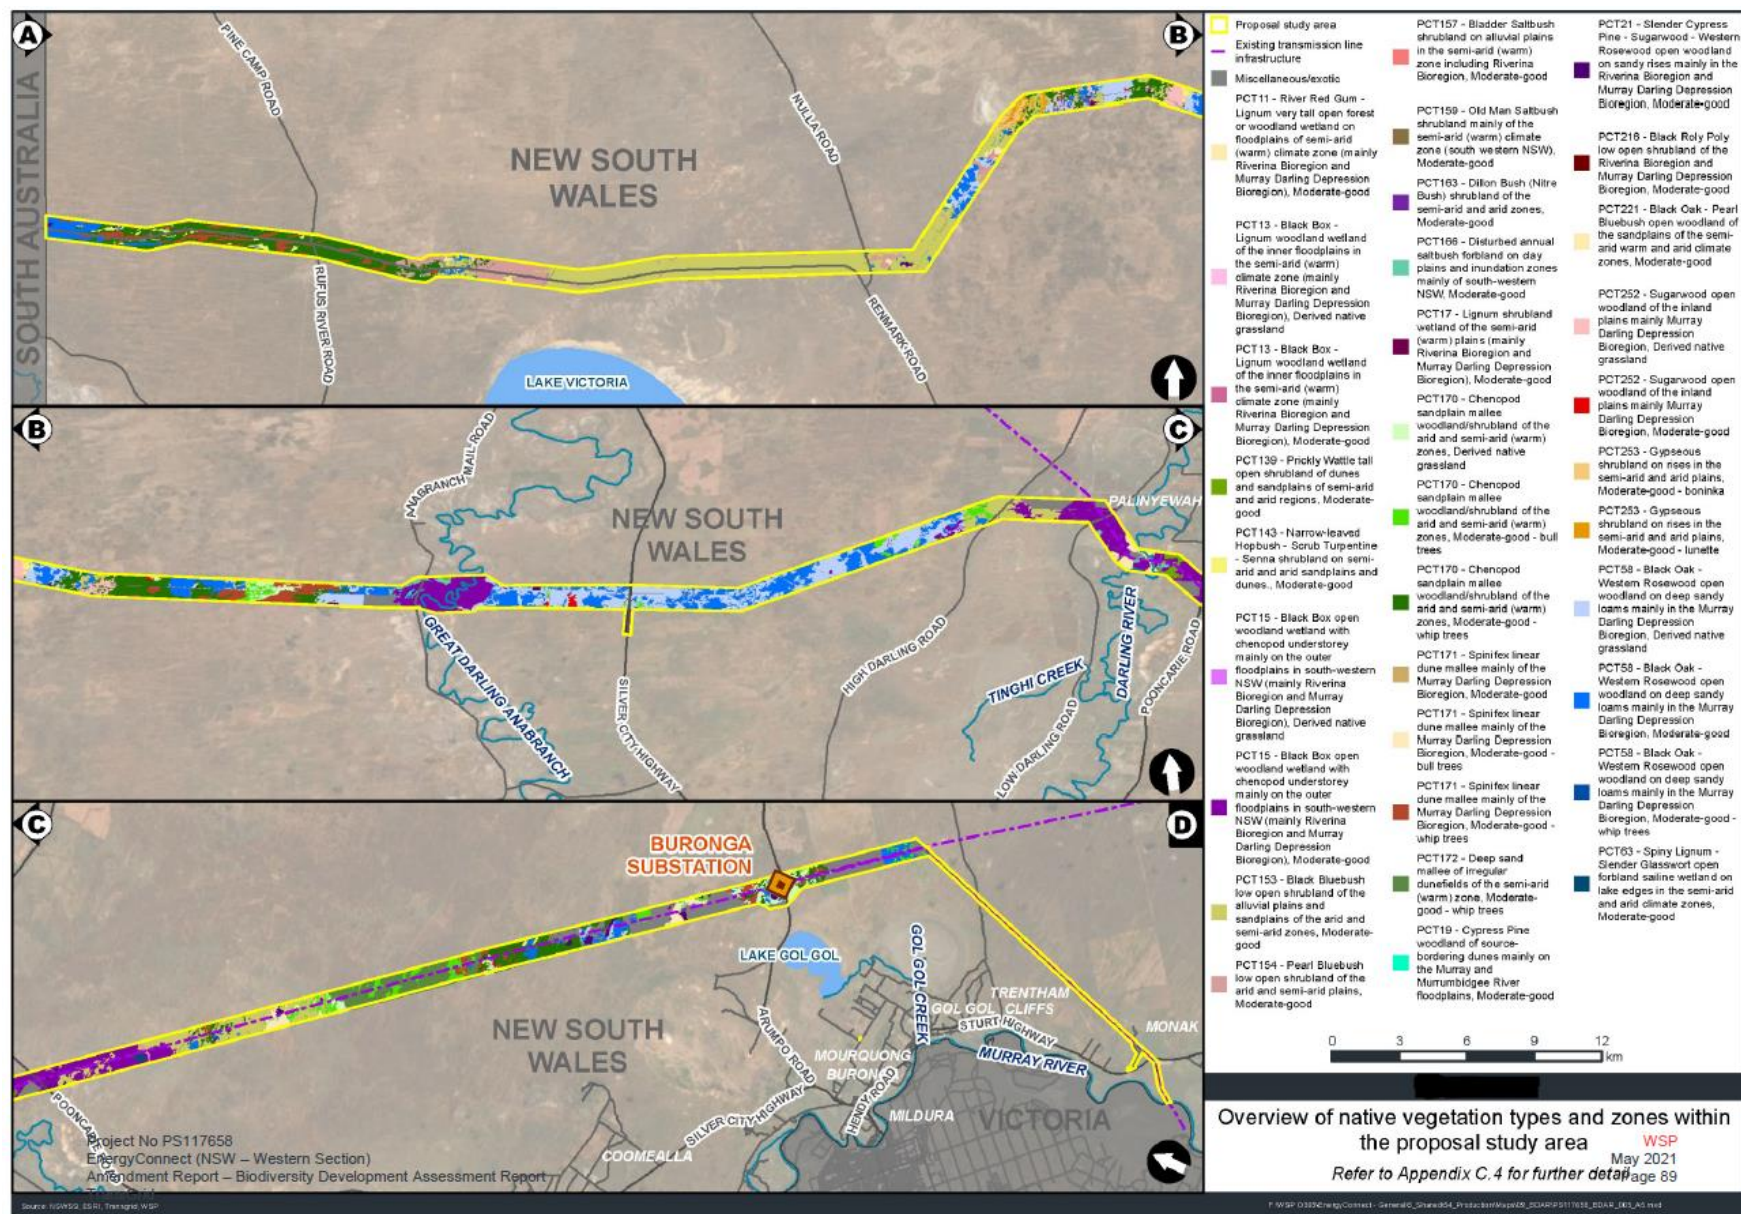 A
B
PINE CAMP ROAD
NULLA ROAD
SOUTH AUSTRALIA
NEW SOUTH
WALES
RUFUS RIVER ROAD
RENMARK ROAD
LAKE VICTORIA
B
C
ANABRANCH MAIL ROAD
NEW SOUTH
WALES
PALINYEWAH
GREAT DARLING ANABRANCH
SILVER CITY HIGHWAY
HIGH DARLING ROAD
TINGHI CREEK
LOW DARLING ROAD
DARLING RIVER
POONCARIE ROAD
C
D
BURONGA
SUBSTATION
LAKE GOL GOL
GOL GOL CREEK
TRENTHAM
CLIFFS
GOL GOL
STURT HIGHWAY
MONAK
NEW SOUTH
WALES
ARUMPO ROAD
MOURQUONG
BURONGA
MURRAY RIVER
HENDY ROAD
SILVER CITY HIGHWAY
MILDURA
VICTORIA
COOMEALLA
POONCARIE ROAD
Project No PS117658
EnergyConnect (NSW – Western Section)
Amendment Report – Biodiversity Development Assessment Report
Source: NSWSS, ESRI, Transgrid, WSP
Proposal study area
Existing transmission line
infrastructure
Miscellaneous/exotic
PCT11 - River Red Gum -
Lignum very tall open forest
or woodland wetland on
floodplains of semi-arid
(warm) climate zone (mainly
Riverina Bioregion and
Murray Darling Depression
Bioregion), Moderate-good
PCT13 - Black Box -
Lignum woodland wetland
of the inner floodplains in
the semi-arid (warm)
climate zone (mainly
Riverina Bioregion and
Murray Darling Depression
Bioregion), Derived native
grassland
PCT13 - Black Box -
Lignum woodland wetland
of the inner floodplains in
the semi-arid (warm)
climate zone (mainly
Riverina Bioregion and
Murray Darling Depression
Bioregion), Moderate-good
PCT139 - Prickly Wattle tall
open shrubland of dunes
and sandplains of semi-arid
and arid regions, Moderate-
good
PCT143 - Narrow-leaved
Hopbush - Scrub Turpentine
- Senna shrubland on semi-
arid and arid sandplains and
dunes., Moderate-good
PCT15 - Black Box open
woodland wetland with
chenopod understorey
mainly on the outer
floodplains in south-western
NSW (mainly Riverina
Bioregion and Murray
Darling Depression
Bioregion), Derived native
grassland
PCT15 - Black Box open
woodland wetland with
chenopod understorey
mainly on the outer
floodplains in south-western
NSW (mainly Riverina
Bioregion and Murray
Darling Depression
Bioregion), Moderate-good
PCT153 - Black Bluebush
low open shrubland of the
alluvial plains and
sandplains of the arid and
semi-arid zones, Moderate-
good
PCT154 - Pearl Bluebush
low open shrubland of the
arid and semi-arid plains,
Moderate-good
PCT157 - Bladder Saltbush
shrubland on alluvial plains
in the semi-arid (warm)
zone including Riverina
Bioregion, Moderate-good
PCT159 - Old Man Saltbush
shrubland mainly of the
semi-arid (warm) climate
zone (south western NSW),
Moderate-good
PCT163 - Dillon Bush (Nitre
Bush) shrubland of the
semi-arid and arid zones,
Moderate-good
PCT166 - Disturbed annual
saltbush forbland on clay
plains and inundation zones
mainly of south-western
NSW, Moderate-good
PCT17 - Lignum shrubland
wetland of the semi-arid
(warm) plains (mainly
Riverina Bioregion and
Murray Darling Depression
Bioregion), Moderate-good
PCT170 - Chenopod
sandplain mallee
woodland/shrubland of the
arid and semi-arid (warm)
zones, Derived native
grassland
PCT170 - Chenopod
sandplain mallee
woodland/shrubland of the
arid and semi-arid (warm)
zones, Moderate-good - bull
trees
PCT170 - Chenopod
sandplain mallee
woodland/shrubland of the
arid and semi-arid (warm)
zones, Moderate-good -
whip trees
PCT171 - Spinifex linear
dune mallee mainly of the
Murray Darling Depression
Bioregion, Moderate-good
PCT171 - Spinifex linear
dune mallee mainly of the
Murray Darling Depression
Bioregion, Moderate-good -
bull trees
PCT171 - Spinifex linear
dune mallee mainly of the
Murray Darling Depression
Bioregion, Moderate-good -
whip trees
PCT172 - Deep sand
mallee of irregular
dunefields of the semi-arid
(warm) zone, Moderate-
good - whip trees
PCT19 - Cypress Pine
woodland of source-
bordering dunes mainly on
the Murray and
Murrumbidgee River
floodplains, Moderate-good
PCT21 - Slender Cypress
Pine - Sugarwood - Western
Rosewood open woodland
on sandy rises mainly in the
Riverina Bioregion and
Murray Darling Depression
Bioregion, Moderate-good
PCT216 - Black Roly Poly
low open shrubland of the
Riverina Bioregion and
Murray Darling Depression
Bioregion, Moderate-good
PCT221 - Black Oak - Pearl
Bluebush open woodland of
the sandplains of the semi-
arid warm and arid climate
zones, Moderate-good
PCT252 - Sugarwood open
woodland of the inland
plains mainly Murray
Darling Depression
Bioregion, Derived native
grassland
PCT252 - Sugarwood open
woodland of the inland
plains mainly Murray
Darling Depression
Bioregion, Moderate-good
PCT253 - Gypseous
shrubland on rises in the
semi-arid and arid plains,
Moderate-good - boninka
PCT253 - Gypseous
shrubland on rises in the
semi-arid and arid plains,
Moderate-good - lunette
PCT58 - Black Oak -
Western Rosewood open
woodland on deep sandy
loams mainly in the Murray
Darling Depression
Bioregion, Derived native
grassland
PCT58 - Black Oak -
Western Rosewood open
woodland on deep sandy
loams mainly in the Murray
Darling Depression
Bioregion, Moderate-good
PCT58 - Black Oak -
Western Rosewood open
woodland on deep sandy
loams mainly in the Murray
Darling Depression
Bioregion, Moderate-good -
whip trees
PCT63 - Spiny Lignum -
Slender Glasswort open
forbland saline wetland on
lake edges in the semi-arid
and arid climate zones,
Moderate-good
0 3 6 9 12
km
Overview of native vegetation types and zones within
the proposal study area
WSP
May 2021
Refer to Appendix C.4 for further detail
Page 89